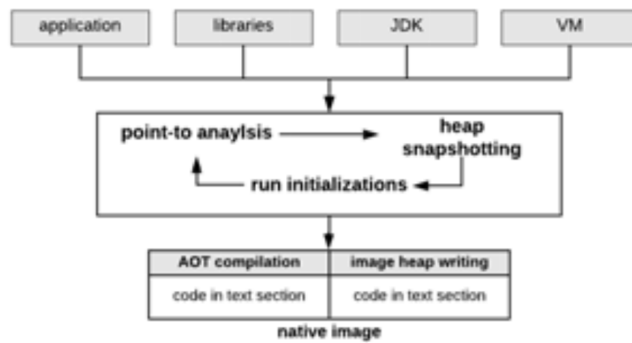 application
libraries
JDK
VM
point-to anaylsis
heap
snapshotting
run initializations
AOT compilation
image heap writing
code in text section
code in text section
native image